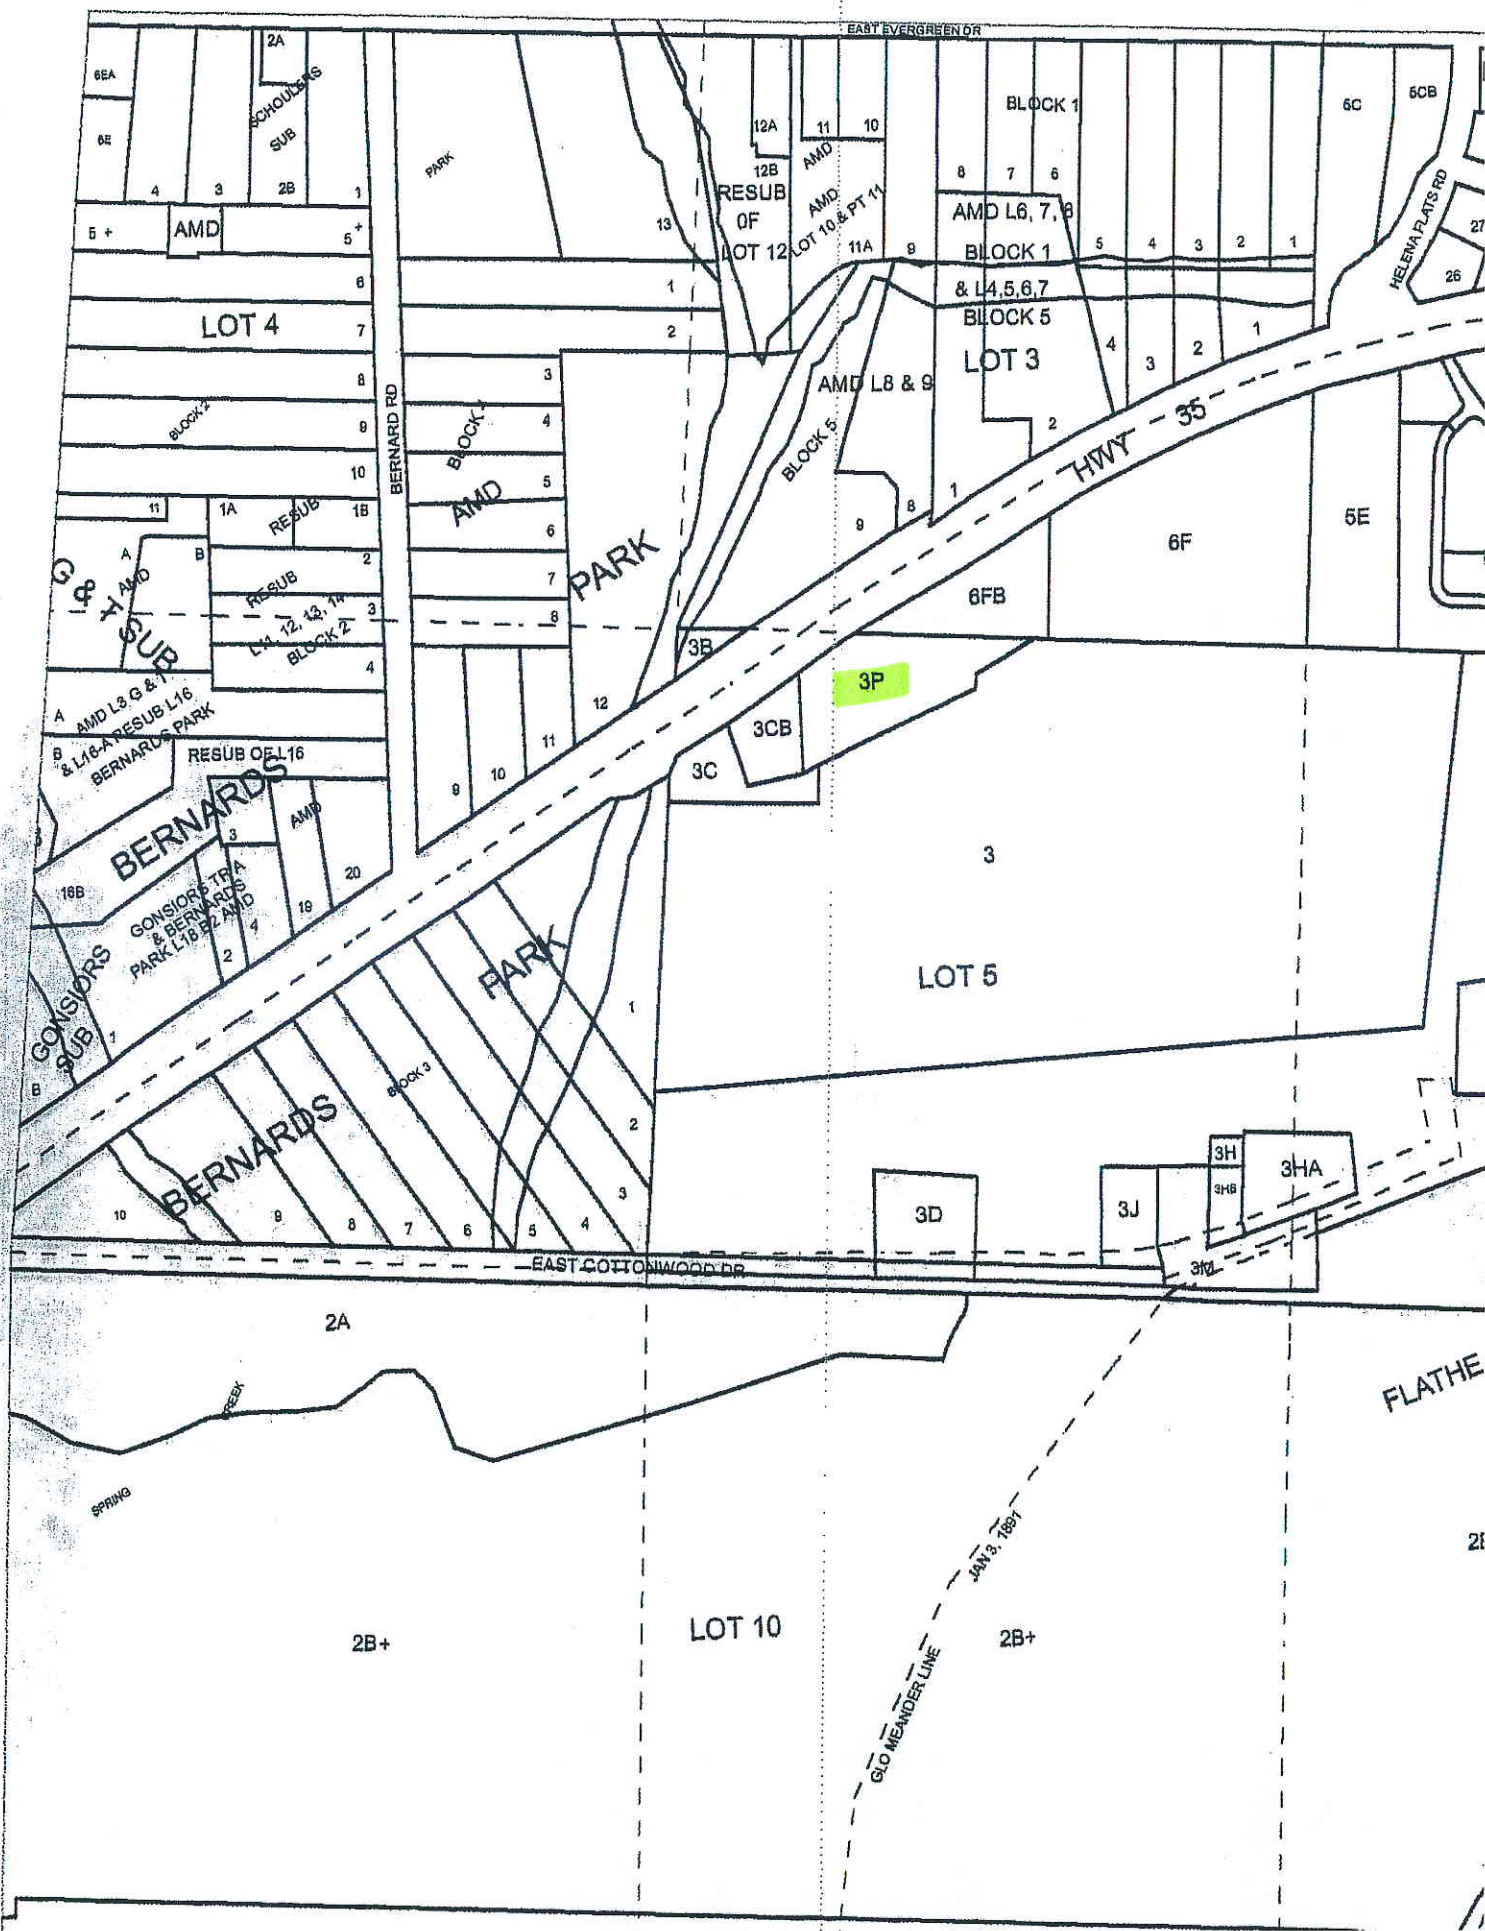 EAST EVERGREEN DR
2A
6EA
SCHOULERS
SUB
6E
4
3
2B
1
PARK
12A
11
10
BLOCK 1
5C
5CB
AMD
12B
8
7
6
RESUB
OF
LOT 12
AMD
LOT 10 & PT 11
AMD L6, 7, 8
BLOCK 1
& L4,5,6,7
BLOCK 5
HELENA FLATS RD
27
26
5 +
AMD
5+
13
11A
9
5
4
3
2
1
6
1
LOT 4
7
2
4
3
2
1
LOT 3
8
3
AMD L8 & 9
BLOCK 2
9
BERNARD RD
BLOCK
4
BLOCK 5
2
HWY 35
10
5
AMD
1
11
1A
RESUB
1B
6
9
8
6F
5E
A
AMD
B
2
PARK
7
G & T SUB
RESUB
L11, 12, 13, 14
BLOCK 2
3
8
6FB
4
3B
3P
A
AMD L3 G & T
& L16-A RESUB L16
BERNARDS PARK
B
12
3CB
RESUB OF L16
11
3C
10
9
BERNARDS
3
AMD
3
16B
20
GONSIORS TR A
& BERNARDS
PARK L18 B2 AMD
19
2
4
PARK
LOT 5
GONSIORS
SUB
1
1
B
BLOCK 3
BERNARDS
2
3H
3HA
3HB
3
10
9
8
7
6
5
4
3D
3J
3M
EAST COTTONWOOD DR
2A
FLATHE
CREEK
SPRING
JAN 3, 1891
2B+
LOT 10
2B+
GLO MEANDER LINE